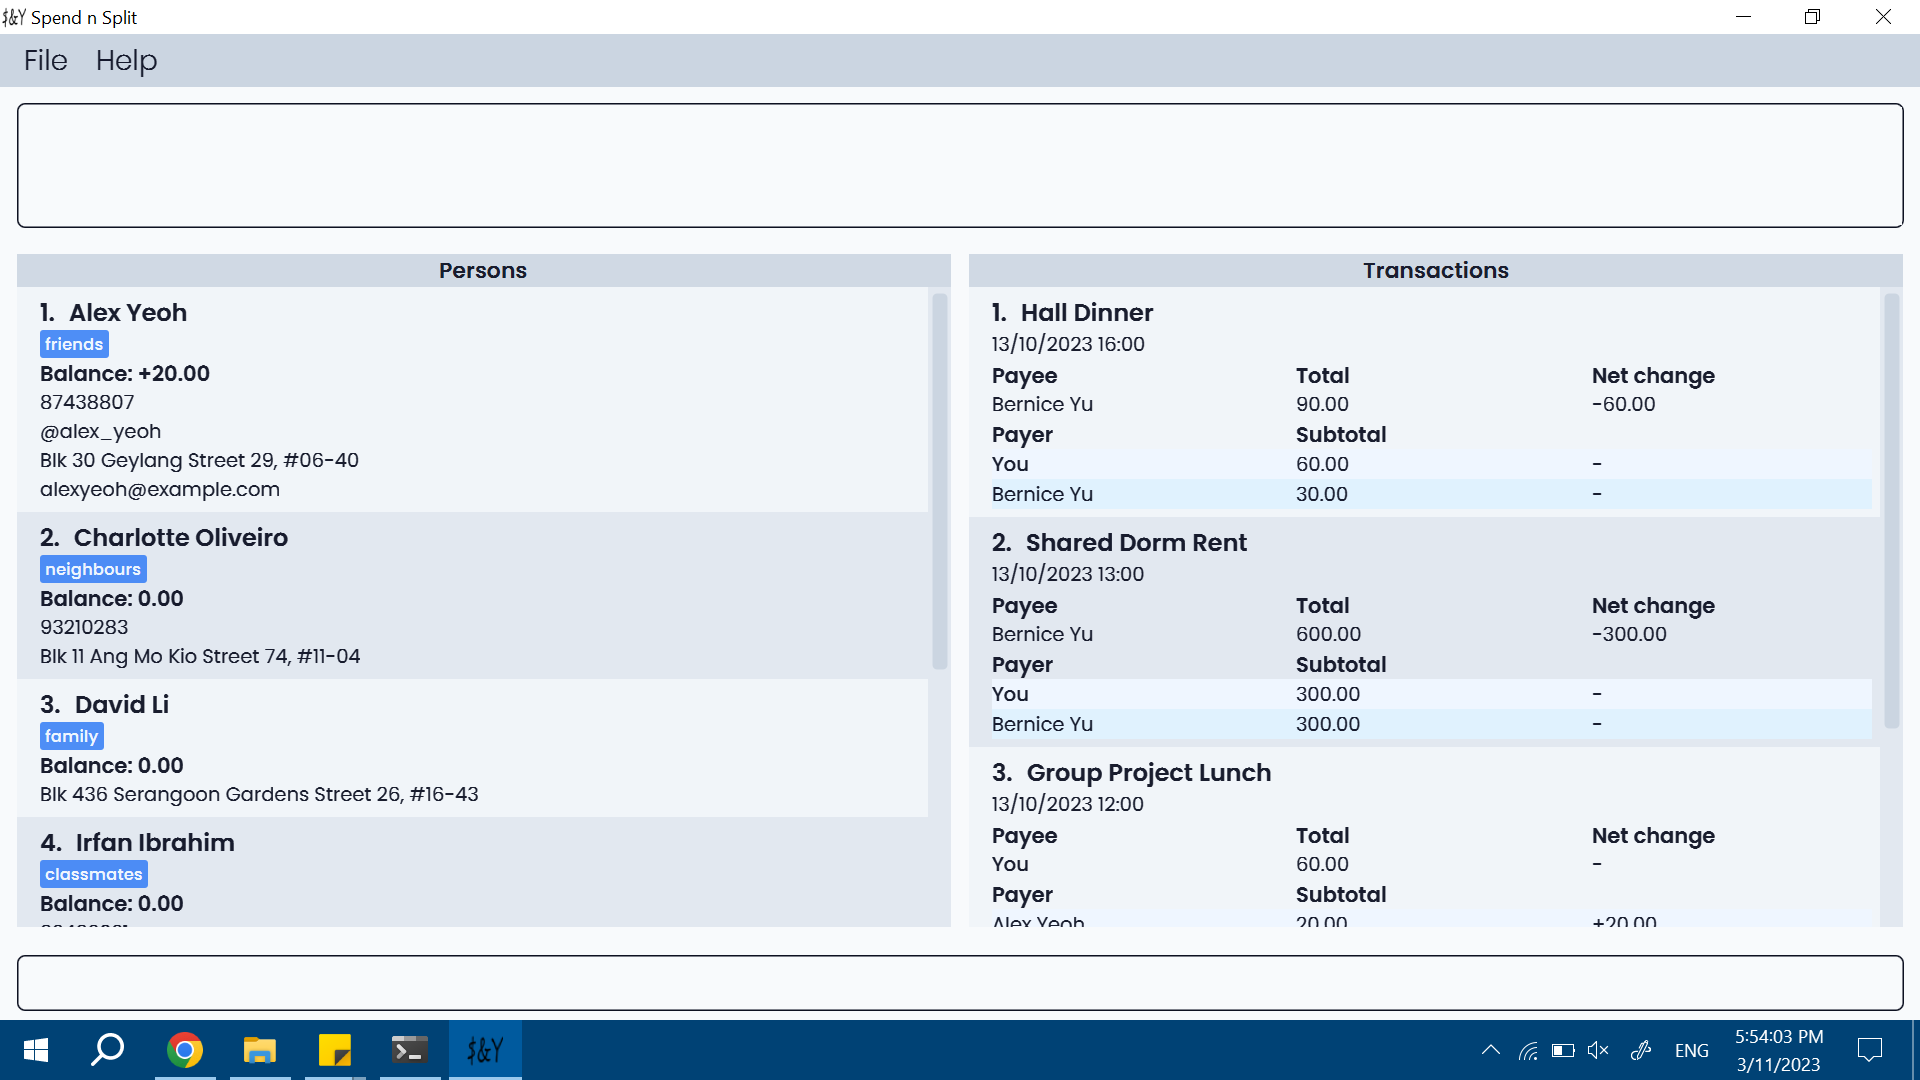 $&Y Spend n Split
File Help
Persons
1. Alex Yeoh
friends
Balance: +20.00
87438807
@alex_yeoh
Blk 30 Geylang Street 29, #06-40
alexyeoh@example.com
2. Charlotte Oliveiro
neighbours
Balance: 0.00
93210283
Blk 11 Ang Mo Kio Street 74, #11-04
3. David Li
family
Balance: 0.00
Blk 436 Serangoon Gardens Street 26, #16-43
4. Irfan Ibrahim
classmates
Balance: 0.00
Transactions
1. Hall Dinner
13/10/2023 16:00
Payee Total Net change
Bernice Yu 90.00 -60.00
Payer Subtotal
You 60.00 -
Bernice Yu 30.00 -
2. Shared Dorm Rent
13/10/2023 13:00
Payee Total Net change
Bernice Yu 600.00 -300.00
Payer Subtotal
You 300.00 -
Bernice Yu 300.00 -
3. Group Project Lunch
13/10/2023 12:00
Payee Total Net change
You 60.00 -
Payer Subtotal
Alex Yeoh 20.00 +20.00
$&Y
ENG
5:54:03 PM
3/11/2023